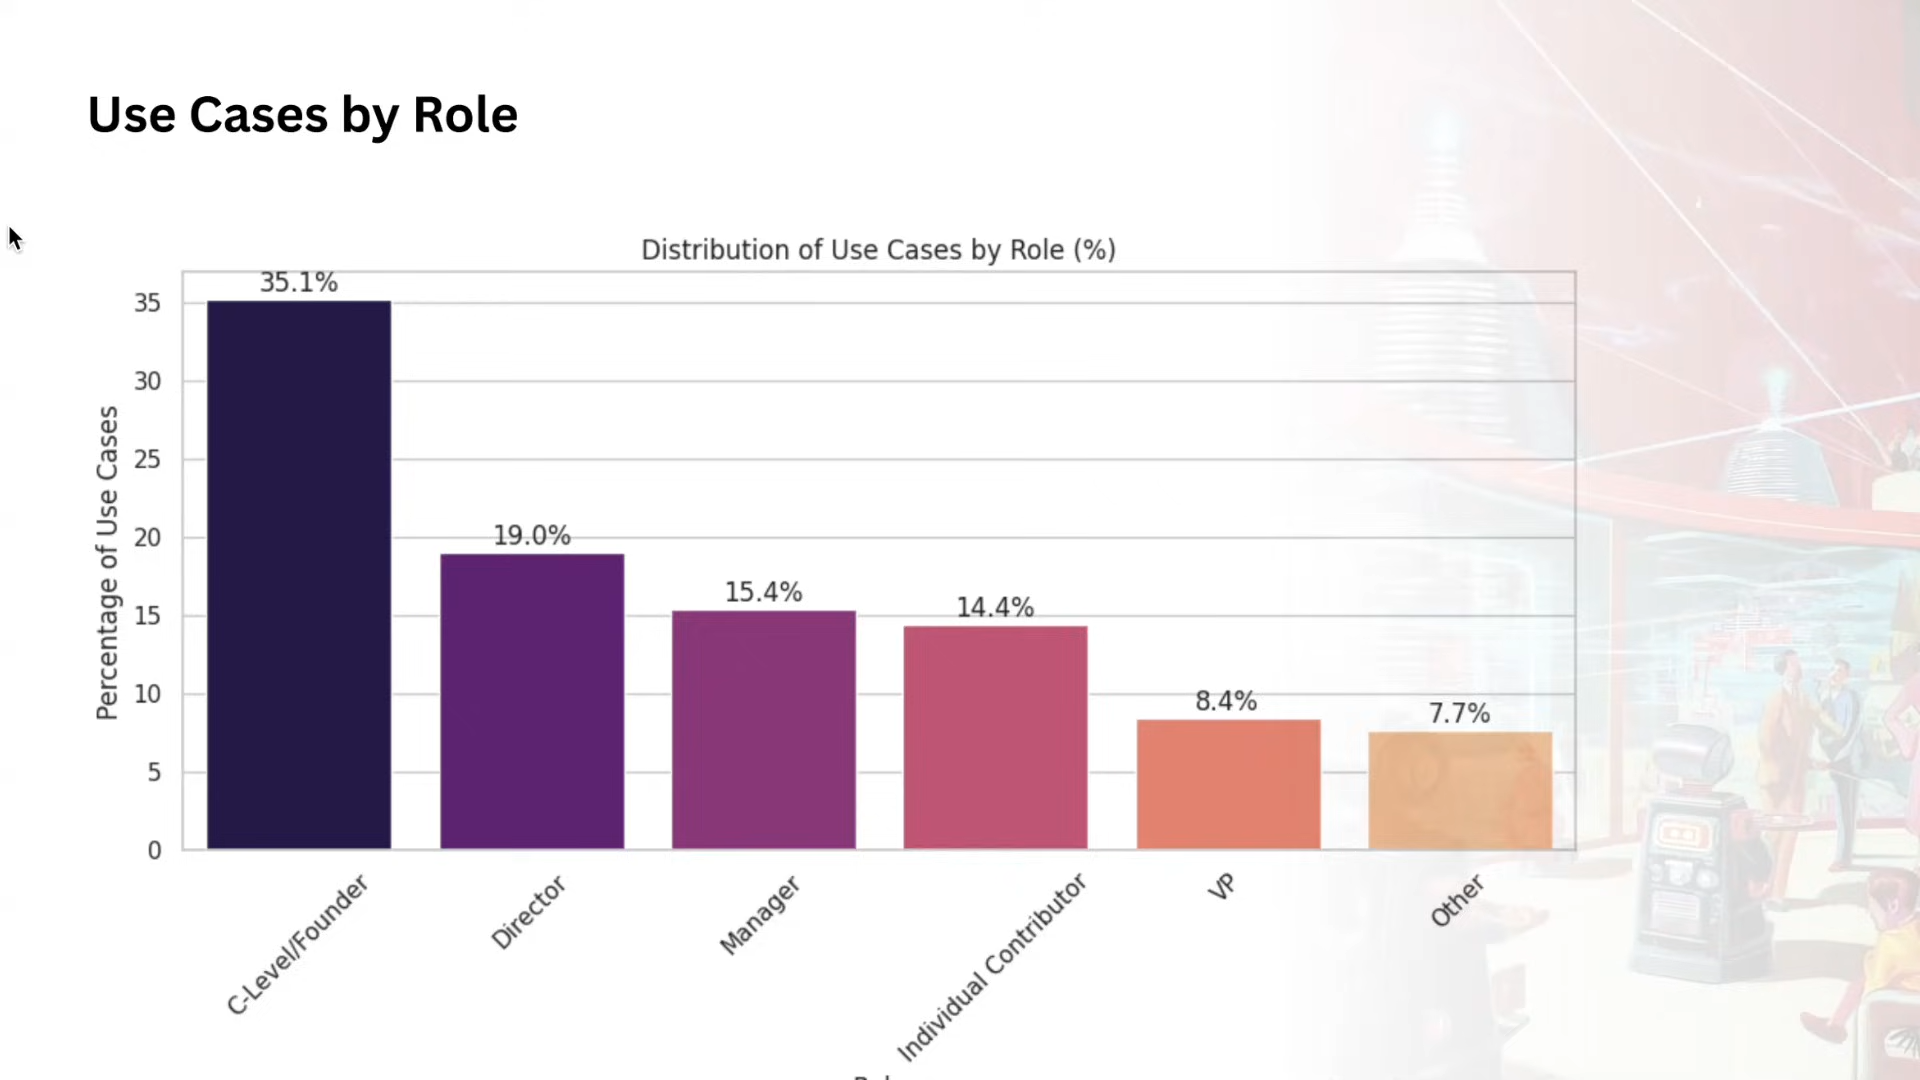 Use Cases by Role
Distribution of Use Cases by Role (%)
Percentage of Use Cases
35
30
25
20
15
10
5
0
35.1%
19.0%
15.4%
14.4%
8.4%
7.7%
C-Level/Founder
Director
Manager
Individual Contributor
VP
Other